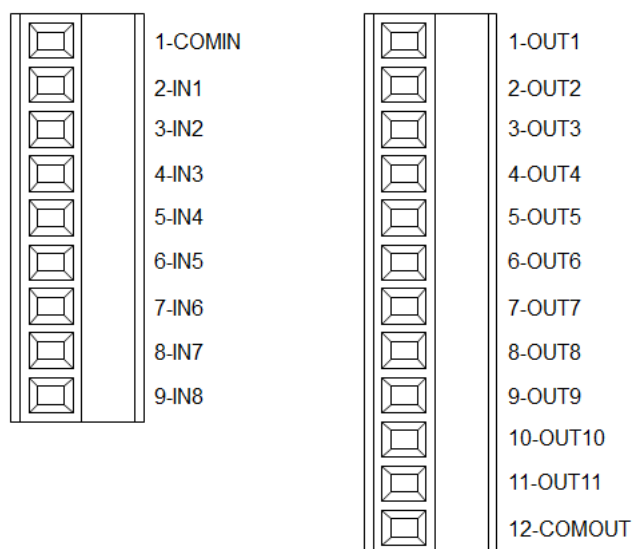 1-COMIN
2-IN1
3-IN2
4-IN3
5-IN4
6-IN5
7-IN6
8-IN7
9-IN8
1-OUT1
2-OUT2
3-OUT3
4-OUT4
5-OUT5
6-OUT6
7-OUT7
8-OUT8
9-OUT9
10-OUT10
11-OUT11
12-COMOUT